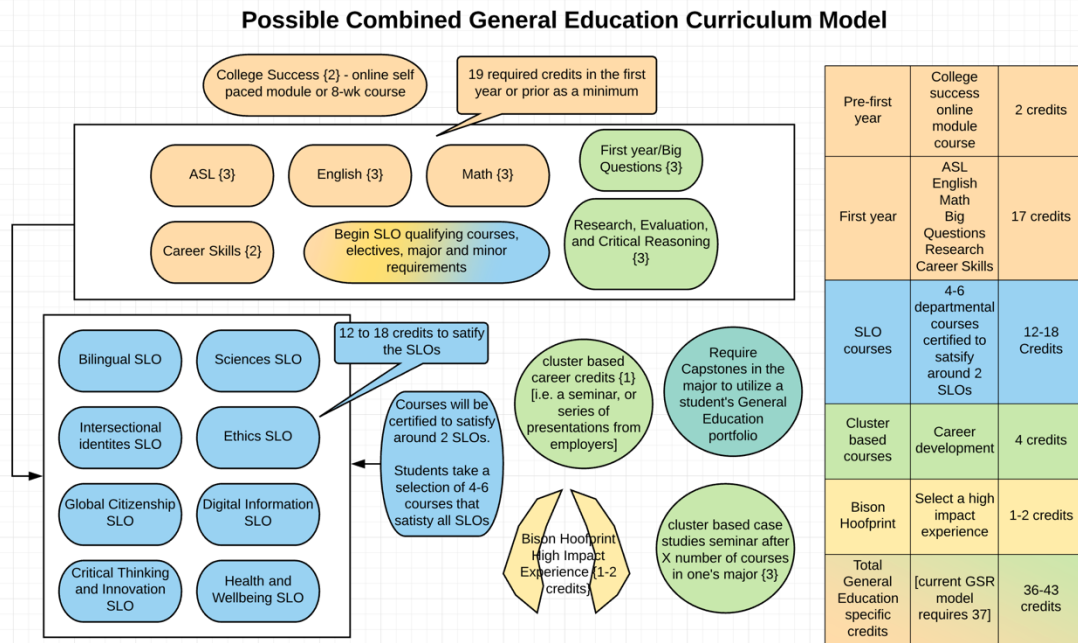 Possible Combined General Education Curriculum Model
College Success {2} - online self
paced module or 8-wk course
19 required credits in the first
year or prior as a minimum
ASL {3}
English {3}
Math {3}
First year/Big
Questions {3}
Career Skills {2}
Begin SLO qualifying courses,
electives, major and minor
requirements
Research, Evaluation,
and Critical Reasoning
{3}
Bilingual SLO
Sciences SLO
12 to 18 credits to satify
the SLOs
Intersectional
identites SLO
Ethics SLO
Global Citizenship
SLO
Digital Information
SLO
Critical Thinking
and Innovation
SLO
Health and
Wellbeing SLO
Courses will be
certified to satisfy
around 2 SLOs.
Students take a
selection of 4-6
courses that
satisty all SLOs
cluster based
career credits {1}
[i.e. a seminar, or
series of
presentations from
employers]
Require
Capstones in the
major to utilize a
student's General
Education
portfolio
Bison Hoofprint
High Impact
Experience {1-2
credits}
cluster based case
studies seminar after
X number of courses
in one's major {3}
Pre-first
year
College
success
online
module
course
2 credits
First year
ASL
English
Math
Big
Questions
Research
Career Skills
17 credits
SLO
courses
4-6
departmental
courses
certified to
satsify
around 2
SLOs
12-18
Credits
Cluster
based
courses
Career
development
4 credits
Bison
Hoofprint
Select a high
impact
experience
1-2 credits
Total
General
Education
specific
credits
[current GSR
model
requires 37]
36-43
credits